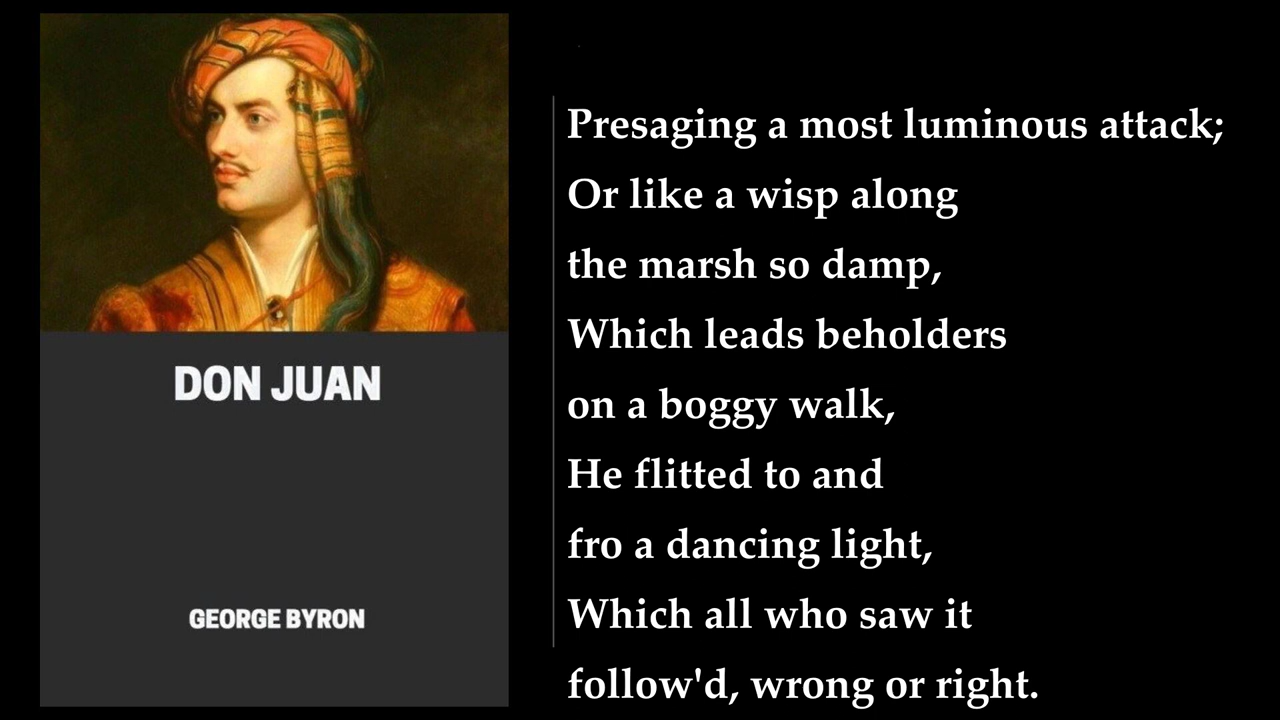 DON JUAN
GEORGE BYRON
Presaging a most luminous attack;
Or like a wisp along
the marsh so damp,
Which leads beholders
on a boggy walk,
He flitted to and
fro a dancing light,
Which all who saw it
follow'd, wrong or right.